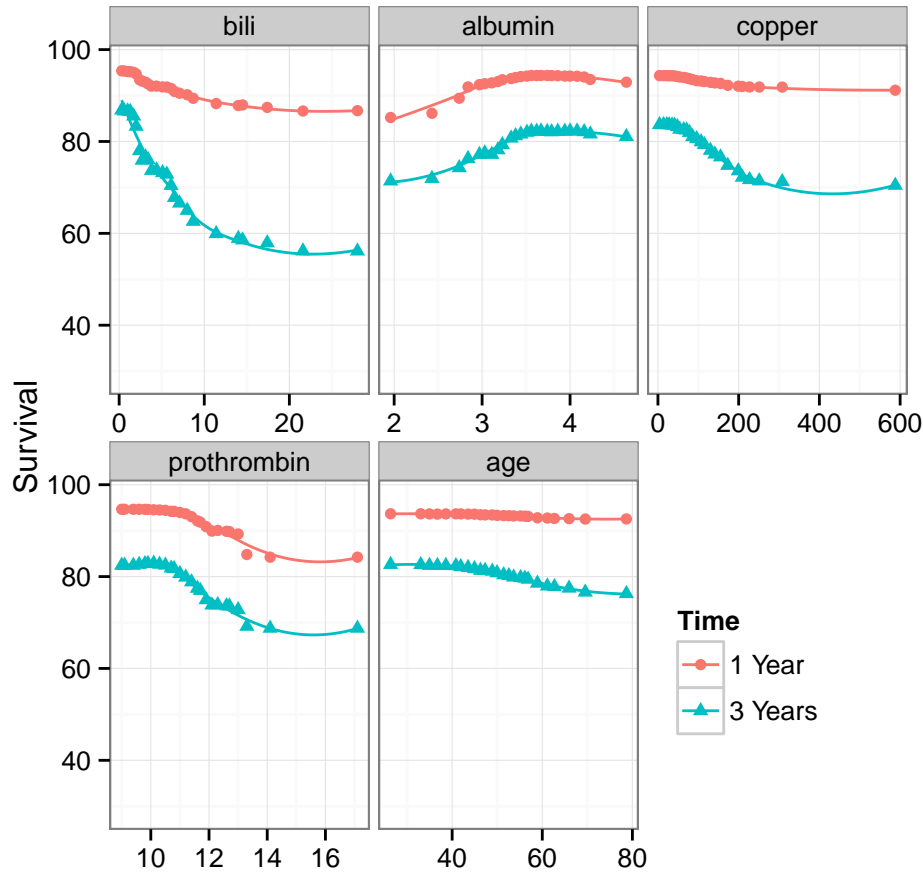 bili albumin copper
100
80
60
40
0 10 20 2 3 4 0 200 400 600
Survival
prothrombin age
100
80
60
40
10 12 14 16 40 60 80
Time
1 Year
3 Years